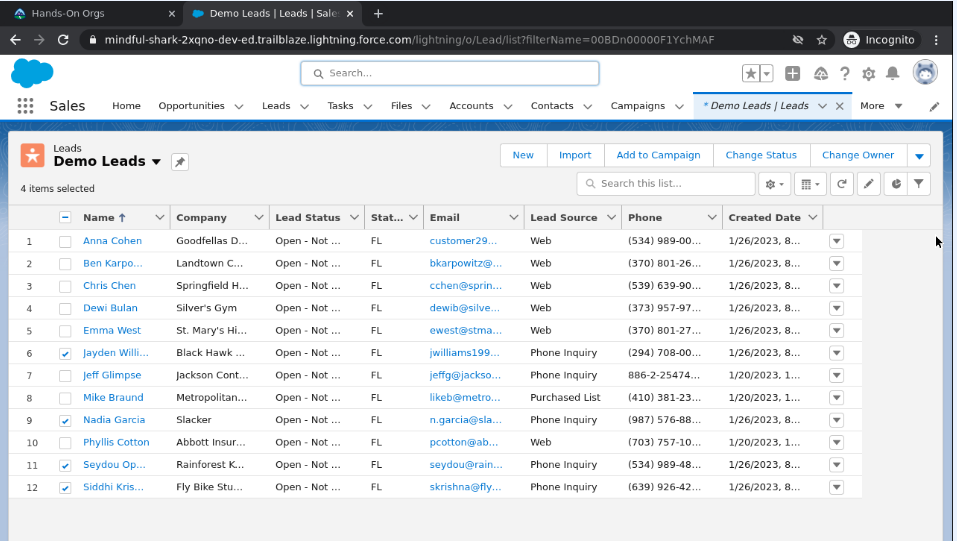 Hands-On Orgs
Demo Leads | Leads | Sale
mindful-shark-2xqno-dev-ed.trailblaze.lightning.force.com/lightning/o/Lead/list?filterName=00BDn00000F1YchMAF
Incognito
Search...
Sales Home Opportunities Leads Tasks Files Accounts Contacts Campaigns * Demo Leads | Leads More
Leads
Demo Leads
New Import Add to Campaign Change Status Change Owner
4 items selected
Search this list...
Name Company Lead Status Stat... Email Lead Source Phone Created Date
1 Anna Cohen Goodfellas D... Open - Not ... FL customer29... Web (534) 989-00... 1/26/2023, 8...
2 Ben Karpo... Landtown C... Open - Not ... FL bkarpowitz@... Web (370) 801-26... 1/26/2023, 8...
3 Chris Chen Springfield H... Open - Not ... FL cchen@sprin... Web (539) 639-90... 1/26/2023, 8...
4 Dewi Bulan Silver's Gym Open - Not ... FL dewib@silve... Web (373) 957-97... 1/26/2023, 8...
5 Emma West St. Mary's Hi... Open - Not ... FL ewest@stma... Web (370) 801-27... 1/26/2023, 8...
6 Jayden Willi... Black Hawk ... Open - Not ... FL jwilliams199... Phone Inquiry (294) 708-00... 1/26/2023, 8...
7 Jeff Glimpse Jackson Cont... Open - Not ... FL jeffg@jackso... Phone Inquiry 886-2-25474... 1/20/2023, 1...
8 Mike Braund Metropolitan... Open - Not ... FL likeb@metro... Purchased List (410) 381-23... 1/20/2023, 1...
9 Nadia Garcia Slacker Open - Not ... FL n.garcia@sla... Phone Inquiry (987) 576-88... 1/26/2023, 8...
10 Phyllis Cotton Abbott Insur... Open - Not ... FL pcotton@ab... Web (703) 757-10... 1/20/2023, 1...
11 Seydou Op... Rainforest K... Open - Not ... FL seydou@rain... Phone Inquiry (534) 989-48... 1/26/2023, 8...
12 Siddhi Kris... Fly Bike Stu... Open - Not ... FL skrishna@fly... Phone Inquiry (639) 926-42... 1/26/2023, 8...